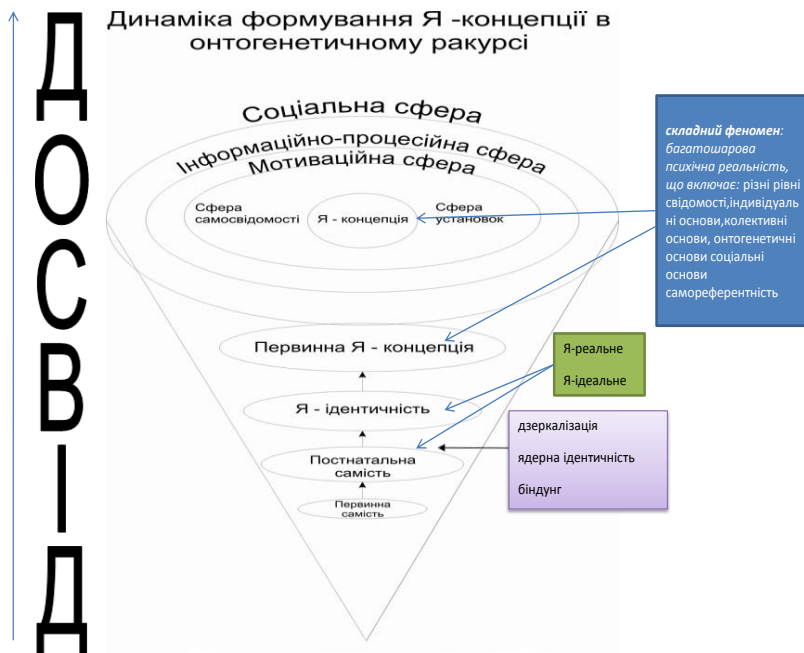 ДОСВІД
Динаміка формування Я -концепції в
онтогенетичному ракурсі
Соціальна сфера
Інформаційно-процесійна сфера
Мотиваційна сфера
Сфера
самосвідомості
Я - концепція
Сфера
установок
складний феномен:
багатошарова
психічна реальність,
що включає: різні рівні
свідомості,індивідуаль
ні основи,колективні
основи, онтогенетичні
основи соціальні
основи
самореферентність
Первинна Я - концепція
Я-реальне
Я-ідеальне
Я - ідентичність
дзеркалізація
ядерна ідентичність
біндунг
Постнатальна
самість
Первинна
самість